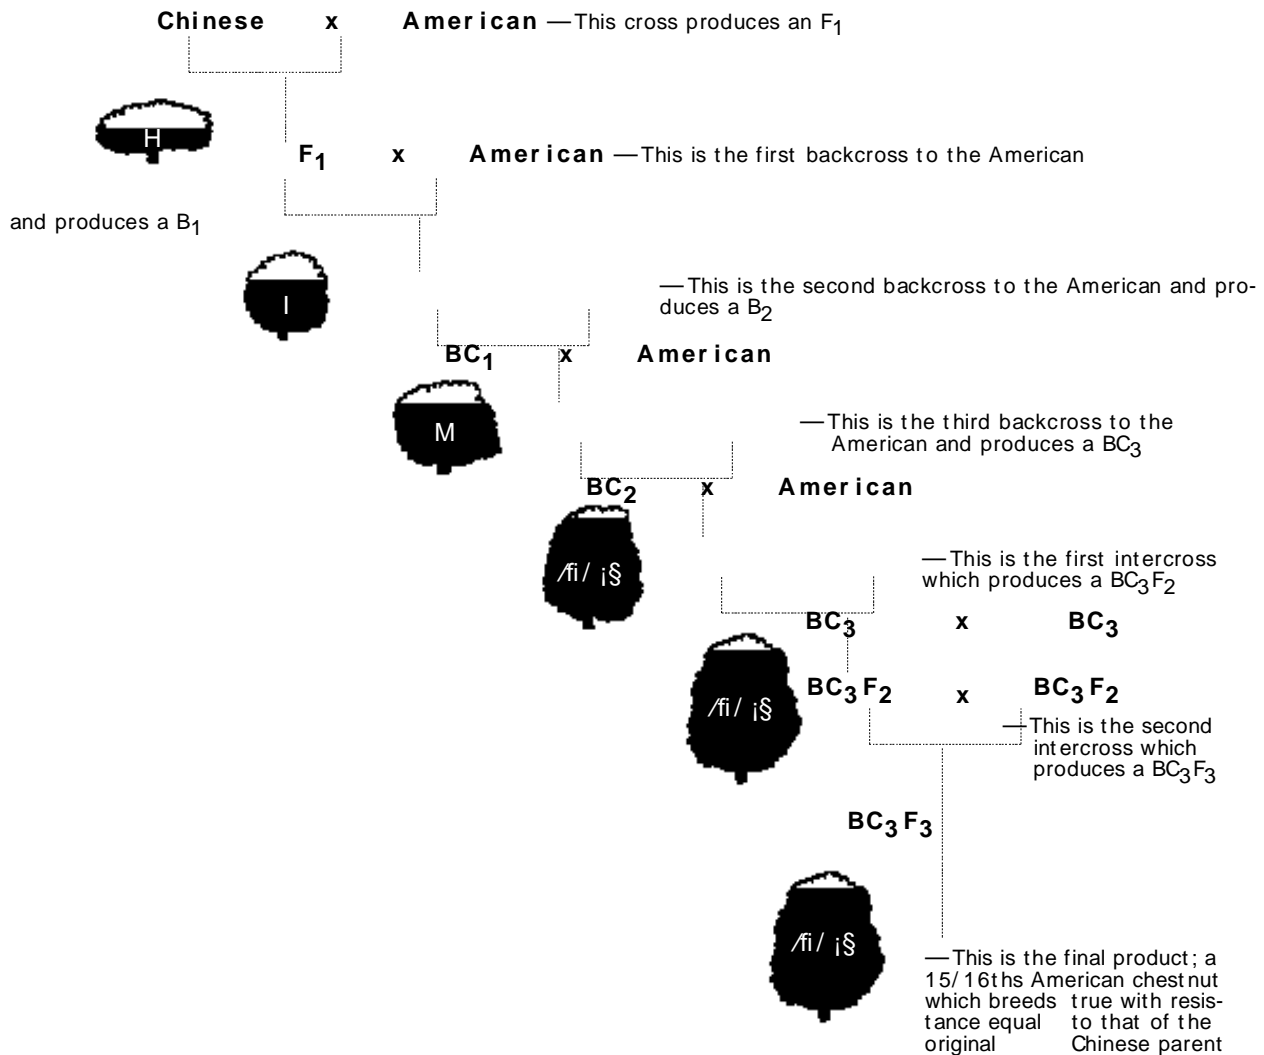 Chinese x American —This cross produces an F1
H
F1 x American —This is the first backcross to the American
and produces a B1
I
—This is the second backcross to the American and pro-
duces a B2
BC1 x American
M
—This is the third backcross to the
American and produces a BC3
BC2 x American
⁄fi/ ¡§
—This is the first intercross
which produces a BC3F2
BC3 x BC3
⁄fi/ ¡§
BC3F2 x BC3F2
—This is the second
intercross which
produces a BC3F3
BC3F3
⁄fi/ ¡§
—This is the final product; a
15/16ths American chestnut
which breeds true with resis-
tance equal to that of the
original Chinese parent